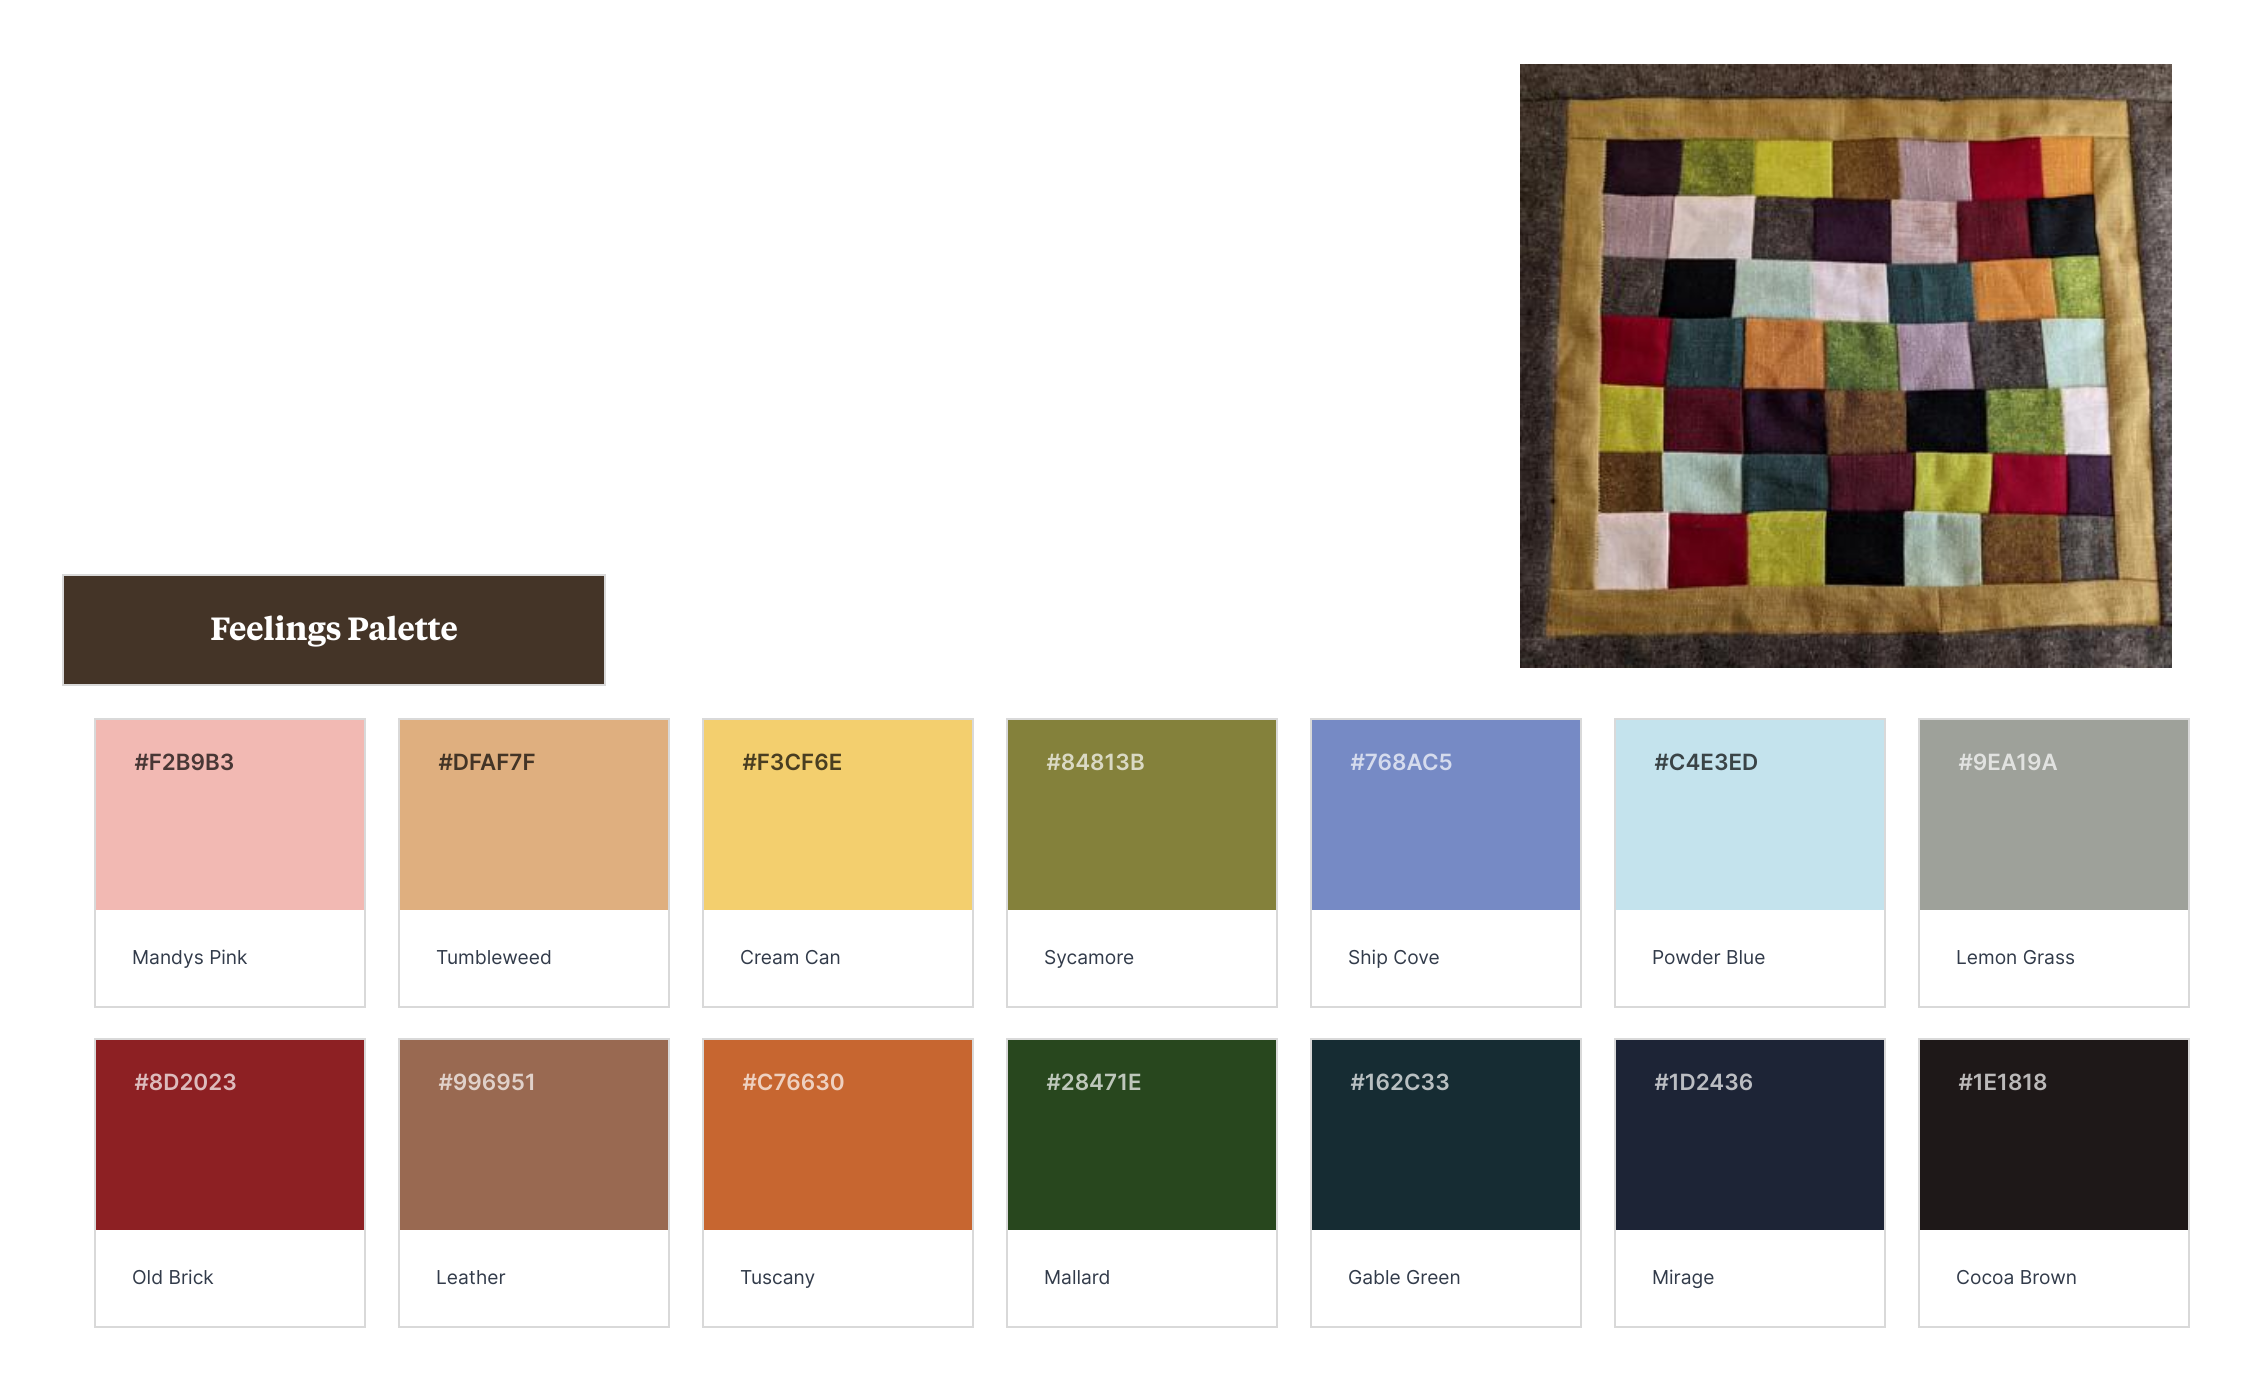 Feelings Palette
#F2B9B3
#DFAF7F
#F3CF6E
#84813B
#768AC5
#C4E3ED
#9EA19A
Mandys Pink
Tumbleweed
Cream Can
Sycamore
Ship Cove
Powder Blue
Lemon Grass
#8D2023
#996951
#C76630
#28471E
#162C33
#1D2436
#1E1818
Old Brick
Leather
Tuscany
Mallard
Gable Green
Mirage
Cocoa Brown